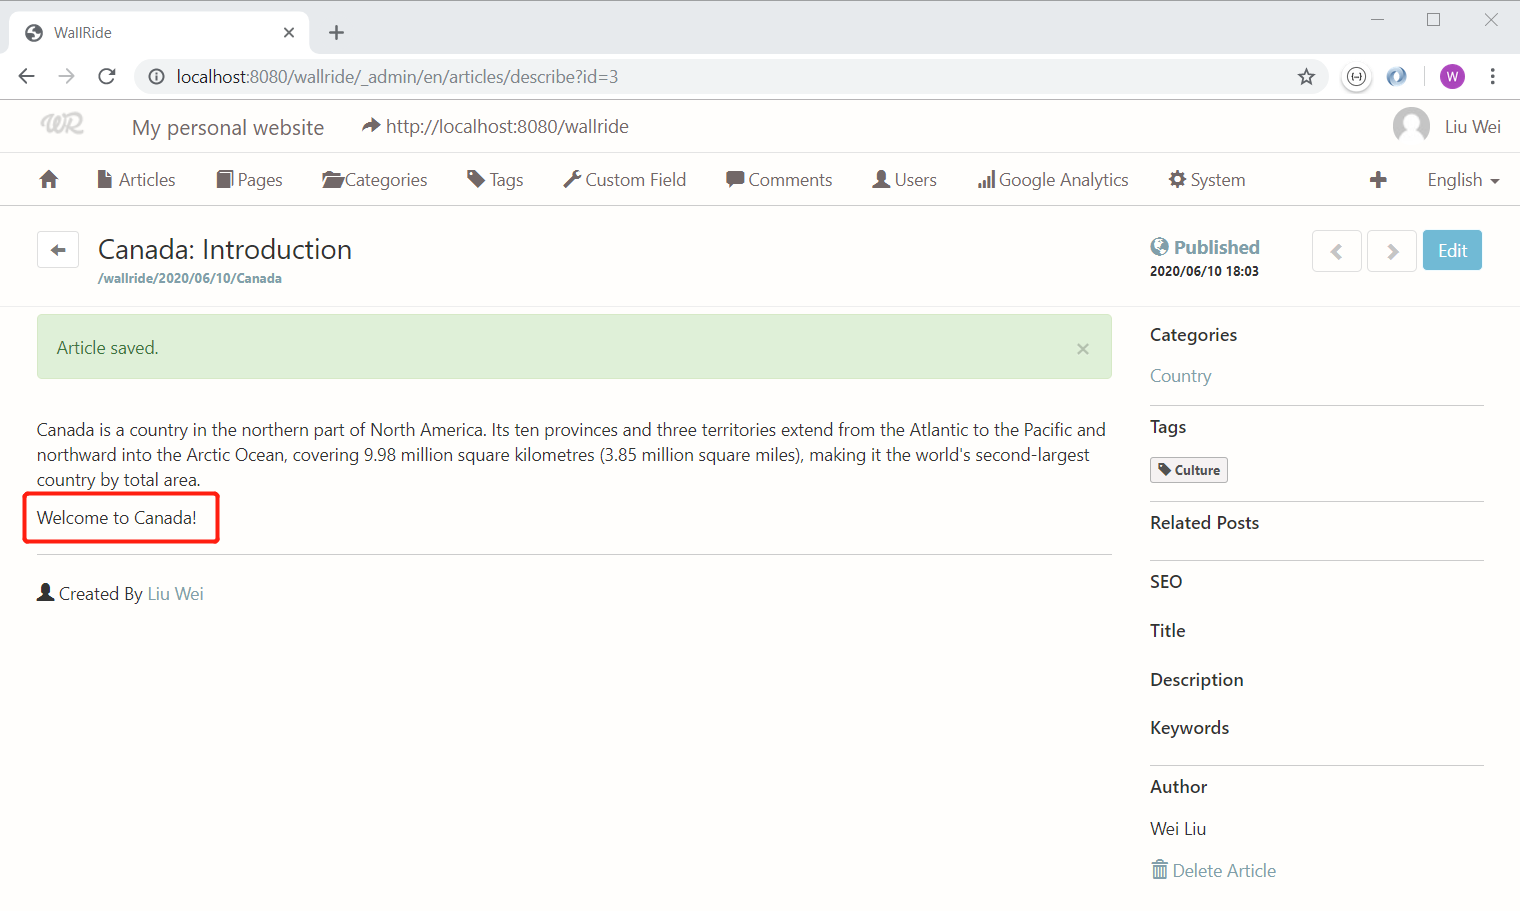 WallRide
localhost:8080/wallride/_admin/en/articles/describe?id=3
W
WR
My personal website
http://localhost:8080/wallride
Liu Wei
Articles
Pages
Categories
Tags
Custom Field
Comments
Users
Google Analytics
System
English
Canada: Introduction
/wallride/2020/06/10/Canada
Published
2020/06/10 18:03
Edit
Article saved.
Canada is a country in the northern part of North America. Its ten provinces and three territories extend from the Atlantic to the Pacific and
northward into the Arctic Ocean, covering 9.98 million square kilometres (3.85 million square miles), making it the world's second-largest
country by total area.
Welcome to Canada!
Created By Liu Wei
Categories
Country
Tags
Culture
Related Posts
SEO
Title
Description
Keywords
Author
Wei Liu
Delete Article